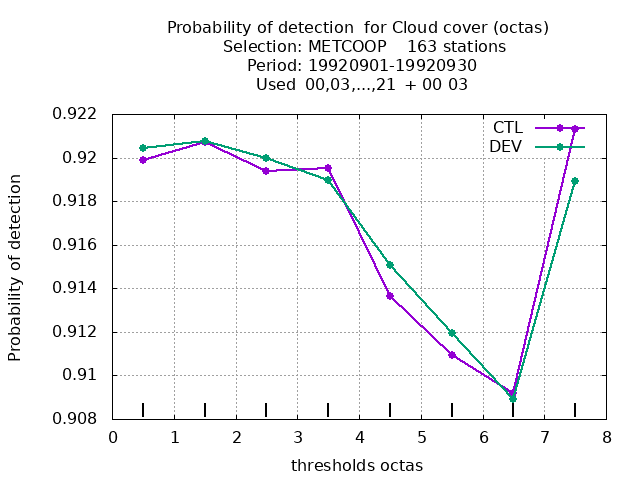 Probability of detection  for Cloud cover (octas)
Selection: METCOOP    163 stations
Period: 19920901-19920930
Used  00,03,...,21 + 00 03
CTL
DEV
Probability of detection
0.922
0.92
0.918
0.916
0.914
0.912
0.91
0.908
0 1 2 3 4 5 6 7 8
thresholds octas